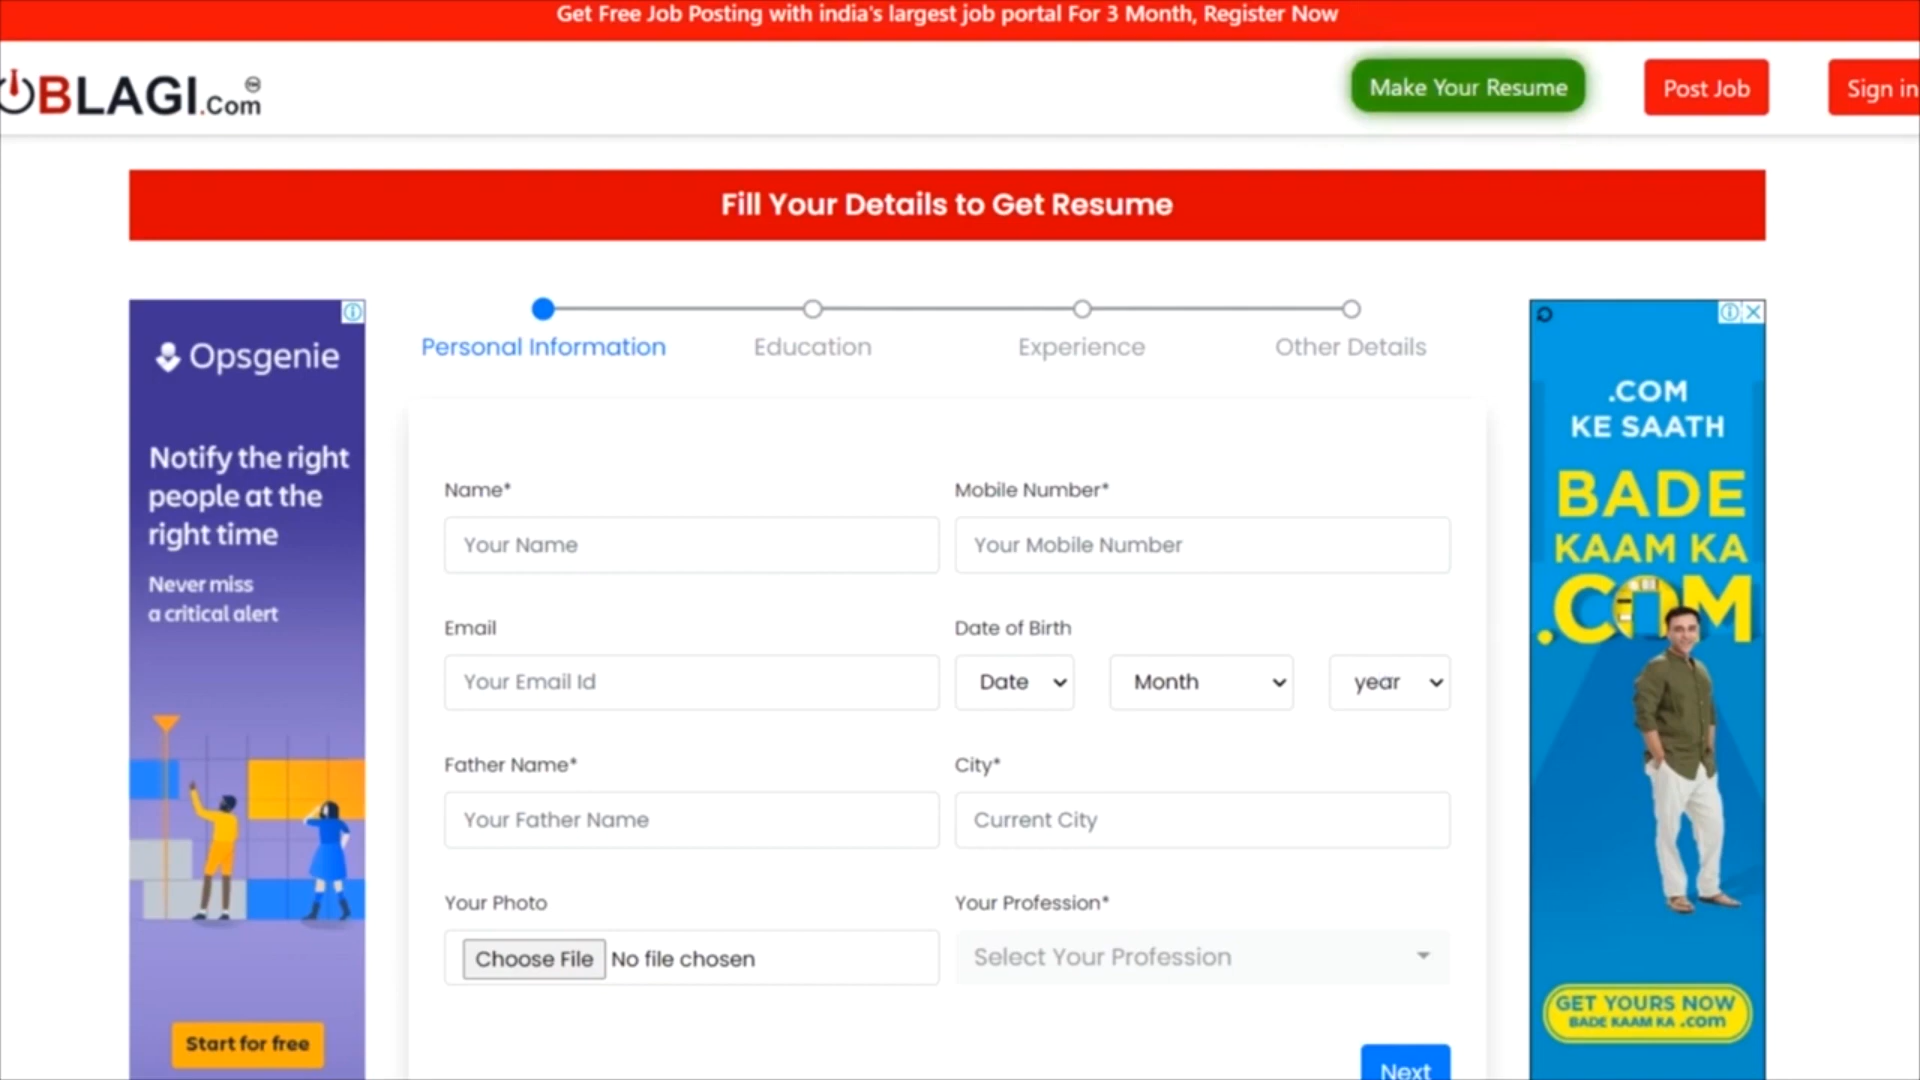 Get Free Job Posting with india's largest job portal For 3 Month, Register Now
OBLAGI.Com
Make Your Resume
Post Job
Sign in
Fill Your Details to Get Resume
Personal Information
Education
Experience
Other Details
Opsgenie
Notify the right
people at the
right time
Never miss
a critical alert
Start for free
Name*
Mobile Number*
Your Name
Your Mobile Number
Email
Date of Birth
Your Email Id
Date
Month
year
Father Name*
City*
Your Father Name
Current City
Your Photo
Your Profession*
Choose File No file chosen
Select Your Profession
Next
.COM
KE SAATH
BADE
KAAM KA
.COM
GET YOURS NOW
BADE KAAM KA .com